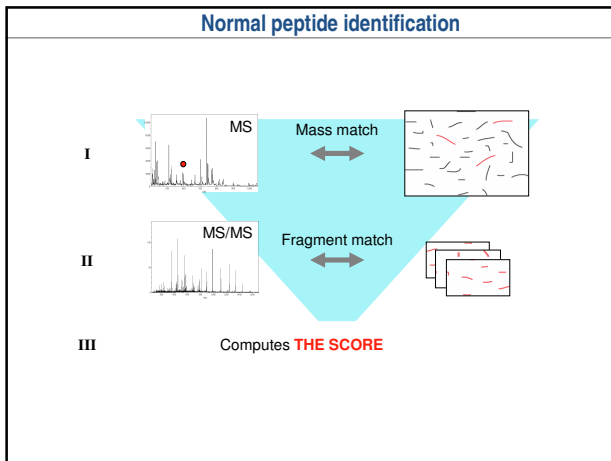 Normal peptide identification
I
MS
Mass match
II
MS/MS
Fragment match
III
Computes THE SCORE